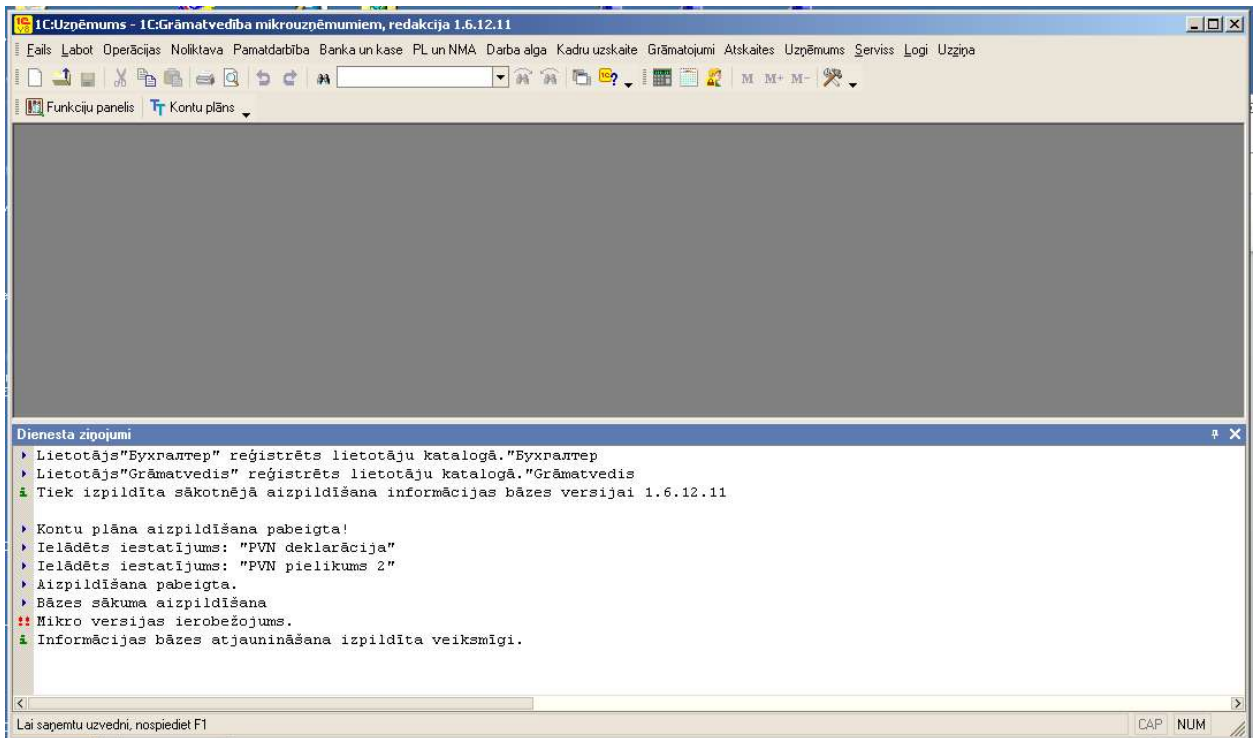 1C:Uzņēmums - 1C:Grāmatvedība mikrouzņēmumiem, redakcija 1.6.12.11
Fails Labot Operācijas Noliktava Pamatdarbība Banka un kase PL un NMA Darba alga Kadru uzskaite Grāmatojumi Atskaites Uzņēmums Serviss Logi Uzziņa
M M+ M-
Funkciju panelis Tт Kontu plāns
Dienesta ziņojumi
Lietotājs"Бухгалтер" reģistrēts lietotāju katalogā."Бухгалтер
Lietotājs"Grāmatvedis" reģistrēts lietotāju katalogā."Grāmatvedis
Tiek izpildīta sākotnējā aizpildīšana informācijas bāzes versijai 1.6.12.11
Kontu plāna aizpildīšana pabeigta!
Ielādēts iestatījums: "PVN deklarācija"
Ielādēts iestatījums: "PVN pielikums 2"
Aizpildīšana pabeigta.
Bāzes sākuma aizpildīšana
!! Mikro versijas ierobežojums.
Informācijas bāzes atjaunināšana izpildīta veiksmīgi.
Lai saņemtu uzvedni, nospiediet F1 CAP NUM